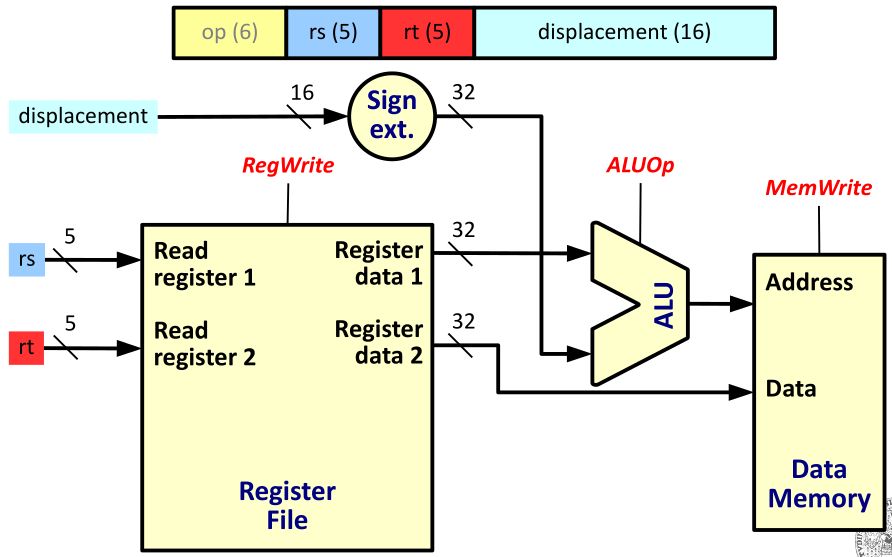 op (6) rs (5) rt (5) displacement (16)
displacement
16
Sign
ext.
32
RegWrite
ALUOp
MemWrite
rs
5
Read
register 1
Register
data 1
32
rt
5
Read
register 2
Register
data 2
32
ALU
Address
Data
Register
File
Data
Memory